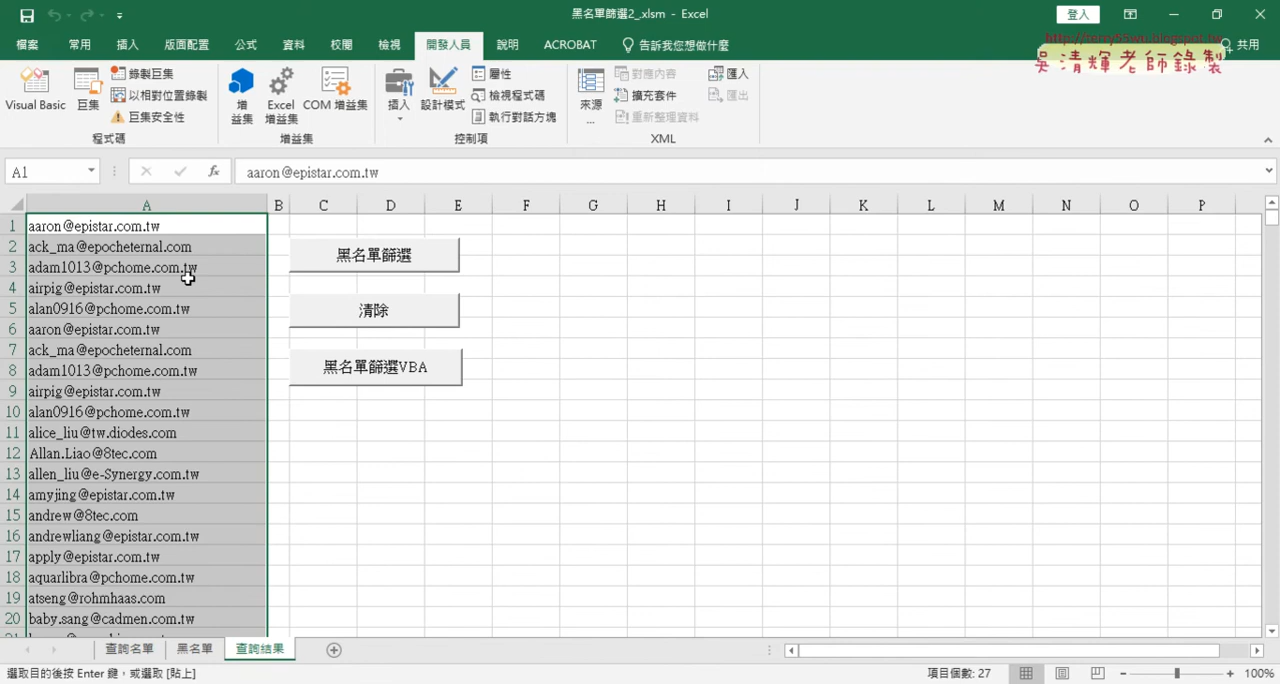 黑名單篩選2_.xlsm - Excel
登入
http://terry55wu.blogspot.tw
吳清輝老師錄製
檔案 常用 插入 版面配置 公式 資料 校閱 檢視 開發人員 說明 ACROBAT 告訴我您想做什麼 共用
Visual Basic
巨集
錄製巨集
以相對位置錄製
巨集安全性
程式碼
增益集
Excel 增益集
COM 增益集
增益集
插入
設計模式
屬性
檢視程式碼
執行對話方塊
控制項
來源
...
對應內容
擴充套件
重新整理資料
匯入
匯出
XML
A1
fx
aaron@epistar.com.tw
A B C D E F G H I J K L M N O P
1 aaron@epistar.com.tw
2 ack_ma@epocheternal.com
3 adam1013@pchome.com.tw
4 airpig@epistar.com.tw
5 alan0916@pchome.com.tw
6 aaron@epistar.com.tw
7 ack_ma@epocheternal.com
8 adam1013@pchome.com.tw
9 airpig@epistar.com.tw
10 alan0916@pchome.com.tw
11 alice_liu@tw.diodes.com
12 Allan.Liao@8tec.com
13 allen_liu@e-Synergy.com.tw
14 amyjing@epistar.com.tw
15 andrew@8tec.com
16 andrewliang@epistar.com.tw
17 apply@epistar.com.tw
18 aquarlibra@pchome.com.tw
19 atseng@rohmhaas.com
20 baby.sang@cadmen.com.tw
黑名單篩選
清除
黑名單篩選VBA
查詢名單 黑名單 查詢結果
選取目的後按 Enter 鍵，或選取 [貼上]
項目個數: 27
100%